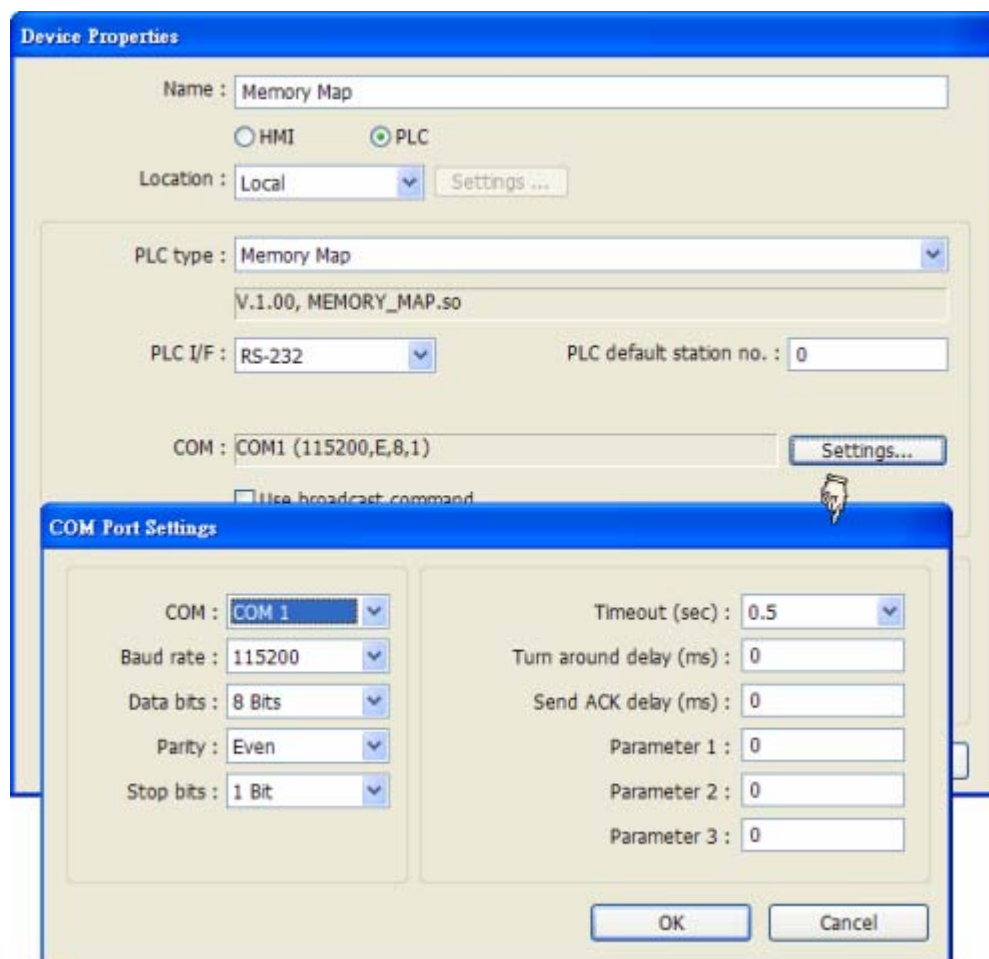 Device Properties
Name : Memory Map
HMI PLC
Location : Local Settings ...
PLC type : Memory Map
V.1.00, MEMORY_MAP.so
PLC I/F : RS-232 PLC default station no. : 0
COM : COM1 (115200,E,8,1) Settings...
Use broadcast command
COM Port Settings
COM : COM 1 Timeout (sec) : 0.5
Baud rate : 115200 Turn around delay (ms) : 0
Data bits : 8 Bits Send ACK delay (ms) : 0
Parity : Even Parameter 1 : 0
Stop bits : 1 Bit Parameter 2 : 0
Parameter 3 : 0
OK Cancel